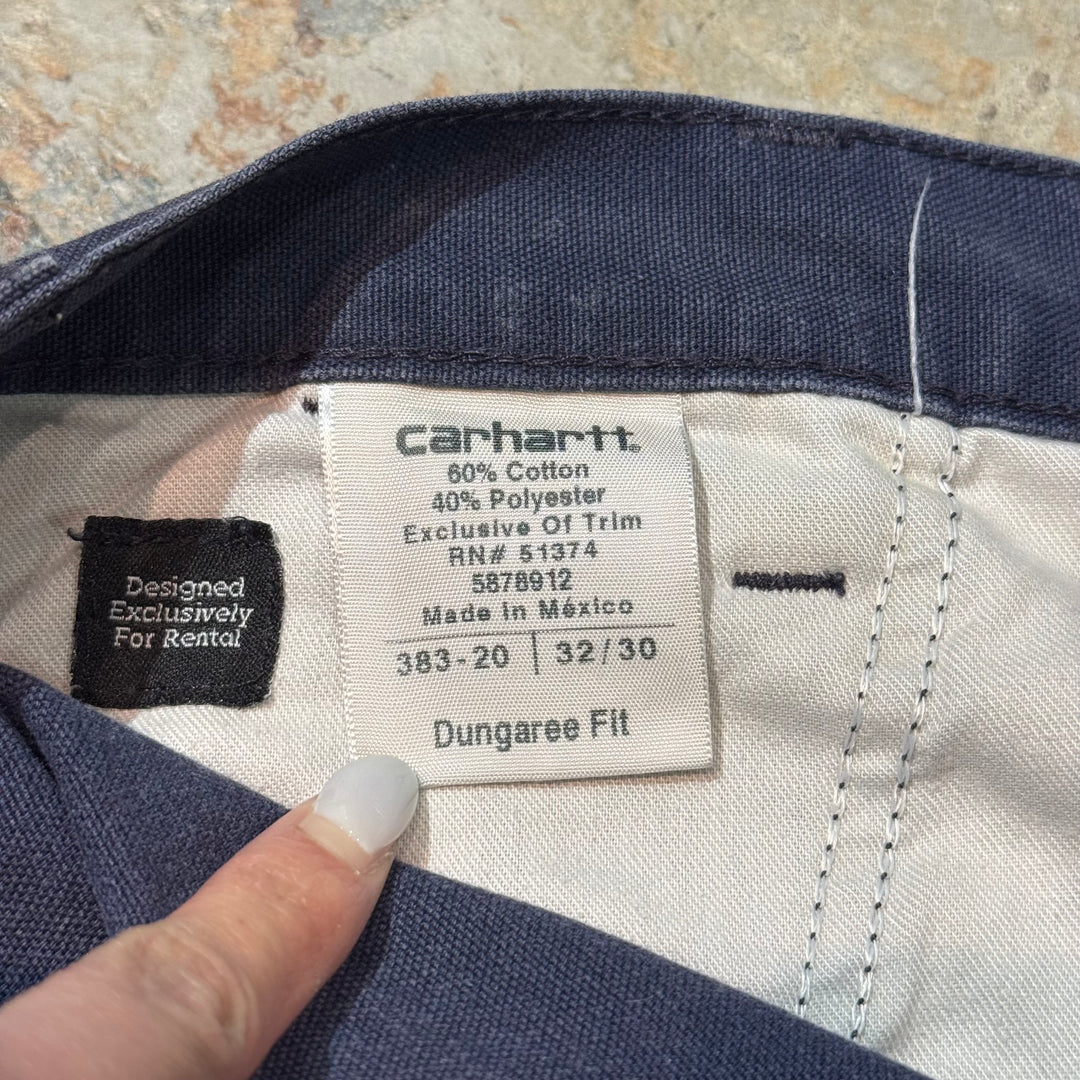 carhartt.
60% Cotton
40% Polyester
Exclusive Of Trim
RN# 51374
5878912
Made In México
383-20 | 32/30
Dungaree Fit
Designed
Exclusively
For Rental